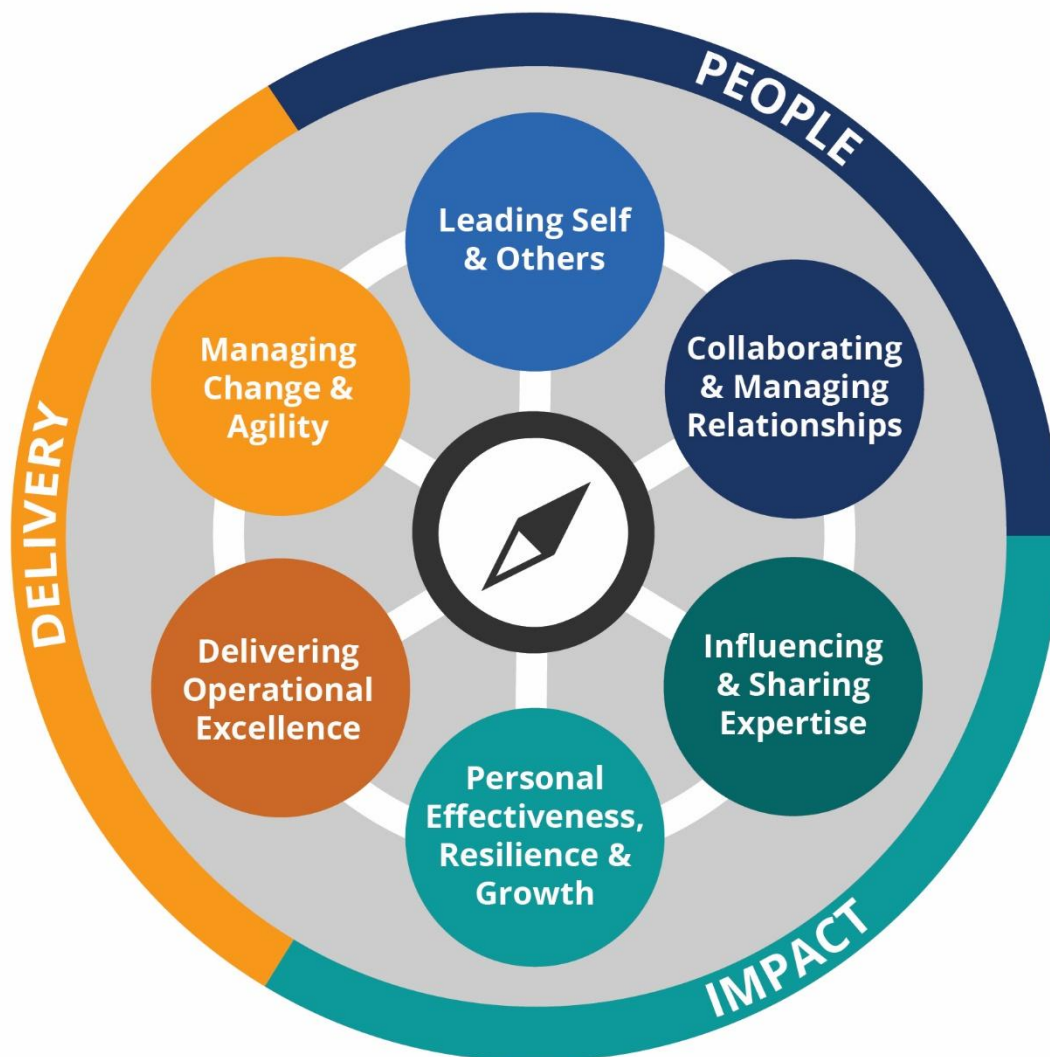 PEOPLE
Leading Self
& Others
Collaborating
& Managing
Relationships
Influencing
& Sharing
Expertise
Personal
Effectiveness,
Resilience &
Growth
Delivering
Operational
Excellence
Managing
Change &
Agility
DELIVERY
IMPACT